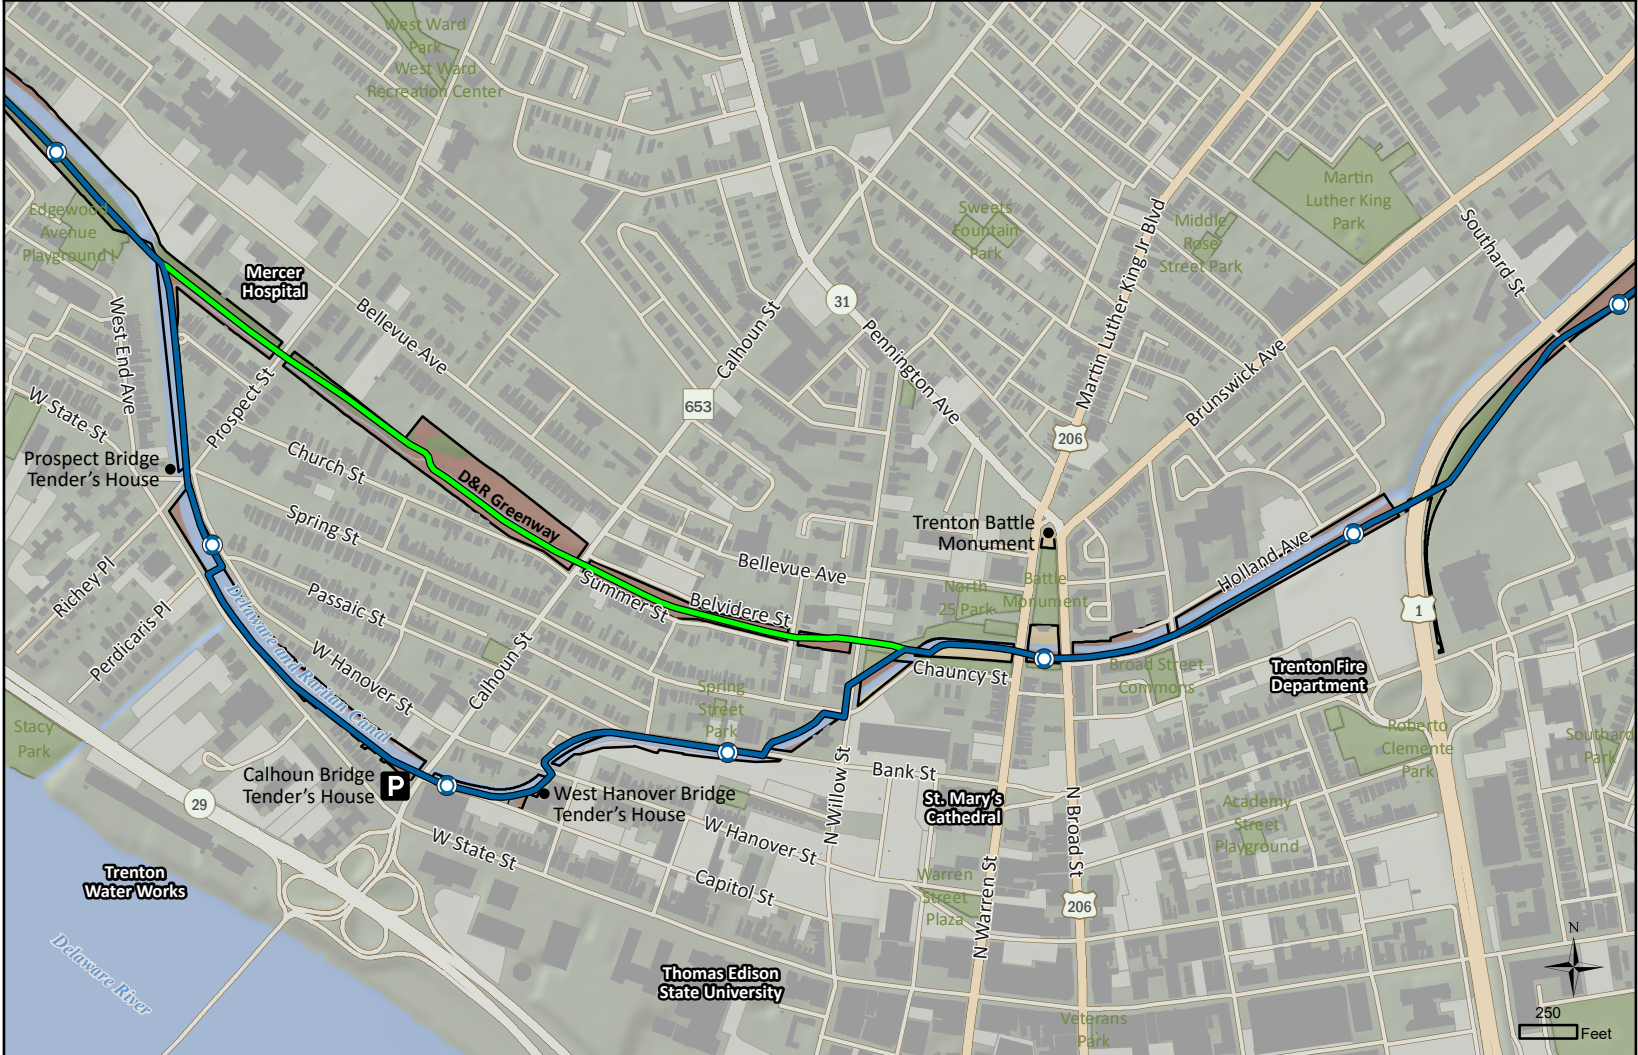 West Ward
Park
West Ward
Recreation Center
Edgewood
Avenue
Playground I
Mercer
Hospital
Sweets
Fountain
Park
Middle
Rose
Street Park
Martin
Luther King
Park
Southard St
Martin Luther King Jr Blvd
31
Pennington Ave
Calhoun St
653
Bellevue Ave
West End Ave
W State St
Prospect St
Prospect Bridge
Tender's House
Church St
Spring St
D&R Greenway
206
Brunswick Ave
Trenton Battle
Monument
Holland Ave
Bellevue Ave
North
25 Park
Battle
Monument
1
Richey Pl
Perdicaris Pl
Passaic St
Summer St
Belvidere St
Delaware and Raritan Canal
W Hanover St
Calhoun St
Chauncy St
Broad Street
Commons
Trenton Fire
Department
Spring
Street
Park
Stacy
Park
Roberto
Clemente
Park
Southard
Park
Calhoun Bridge
Tender's House
P
West Hanover Bridge
Tender's House
Bank St
N Willow St
29
St. Mary's
Cathedral
N Broad St
Academy
Street
Playground
W State St
W Hanover St
Capitol St
Warren
Street
Plaza
N Warren St
206
Trenton
Water Works
Delaware River
Thomas Edison
State University
Veterans
Park
N
250
Feet